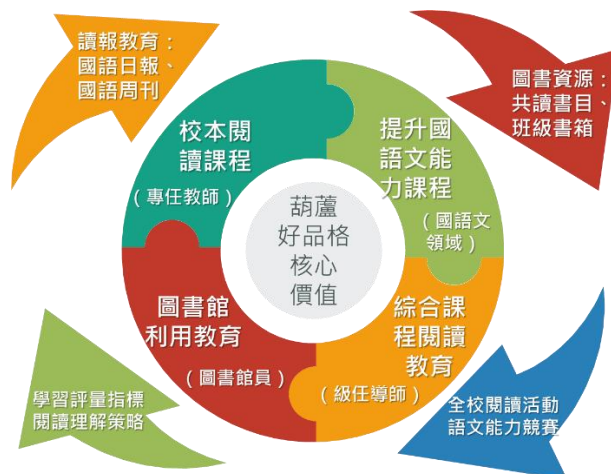 讀報教育：
國語日報、
國語周刊
圖書資源：
共讀書目、
班級書箱
校本閱
讀課程
（專任教師）
提升國
語文能
力課程
（國語文
領域）
葫蘆
好品格
核心
價值
圖書館
利用教育
（圖書館員）
綜合課
程閱讀
教育
（級任導師）
學習評量指標
閱讀理解策略
全校閱讀活動
語文能力競賽